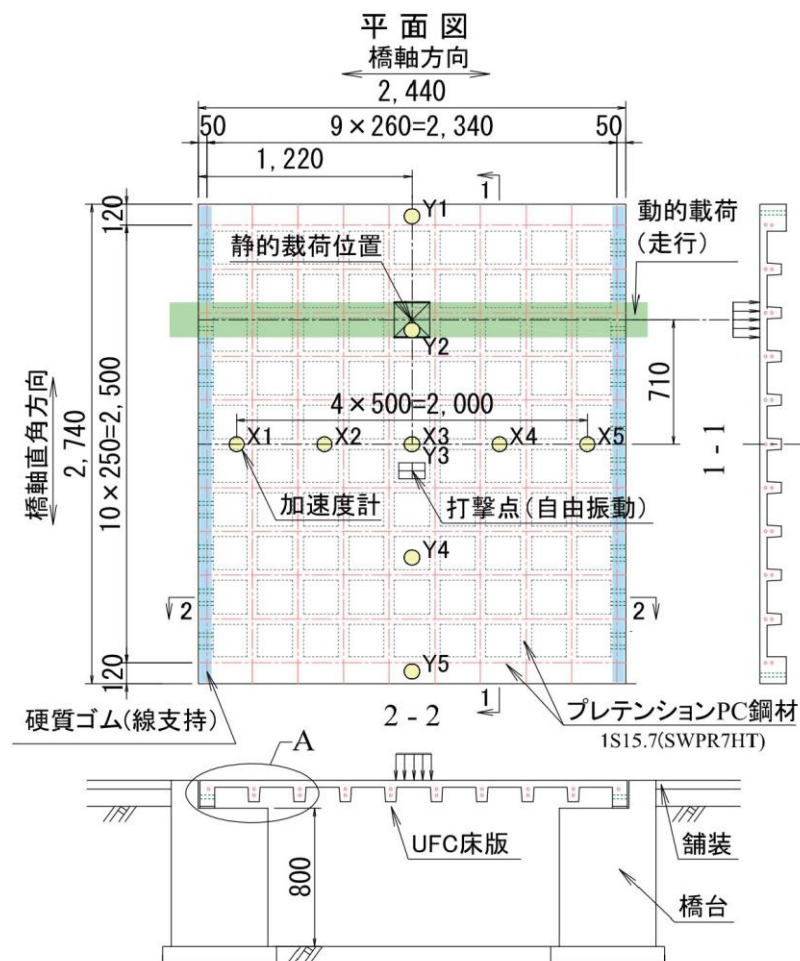 平面図
橋軸方向
2,440
50
9×260=2,340
50
1,220
1
120
Y1
動的載荷
(走行)
静的裁荷位置
Y2
橋軸直角方向
2,740
10×250=2,500
4×500=2,000
710
X1
X2
X3
X4
X5
Y3
1-1
加速度計
打撃点(自由振動)
Y4
2
2
120
Y5
1
硬質ゴム(線支持)
2-2
プレテンションPC鋼材
1S15.7(SWPR7HT)
A
UFC床版
舗装
800
橋台